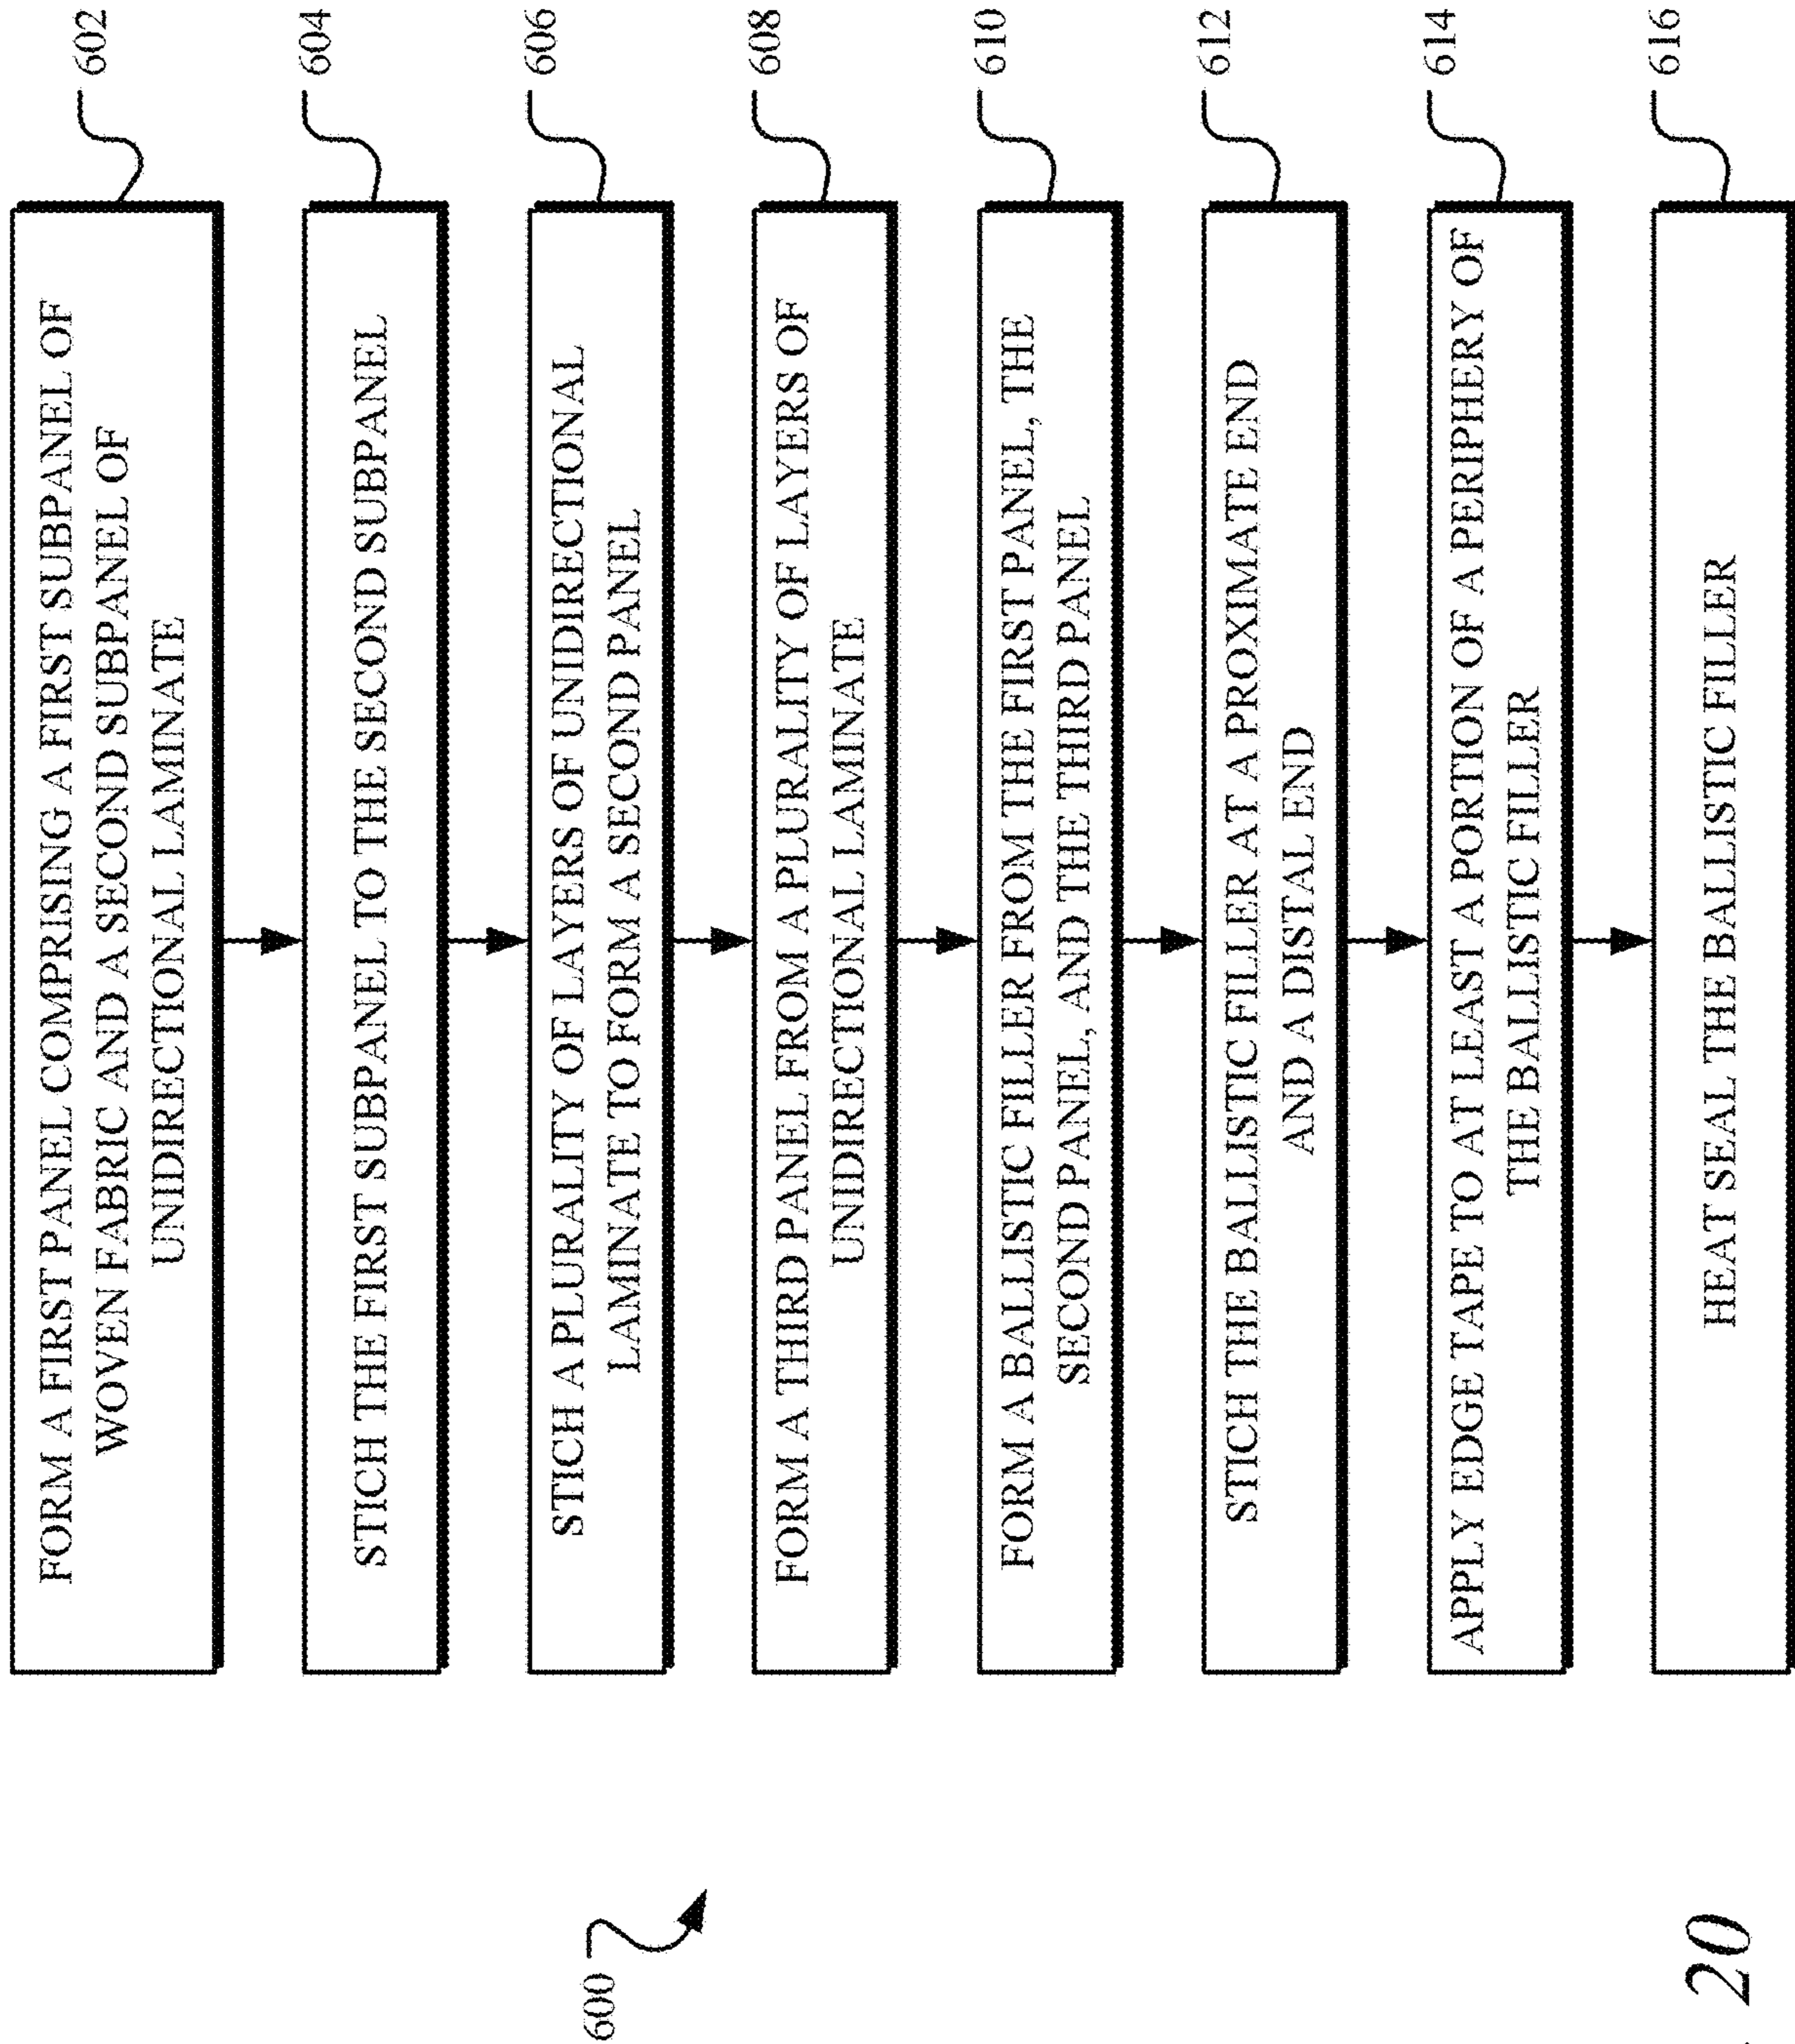 FORM A FIRST PANEL COMPRISING A FIRST SUBPANEL OF
WOVEN FABRIC AND A SECOND SUBPANEL OF
UNIDIRECTIONAL LAMINATE
602
STICH THE FIRST SUBPANEL TO THE SECOND SUBPANEL
604
STICH A PLURALITY OF LAYERS OF UNIDIRECTIONAL
LAMINATE TO FORM A SECOND PANEL
606
FORM A THIRD PANEL FROM A PLURALITY OF LAYERS OF
UNIDIRECTIONAL LAMINATE
608
FORM A BALLISTIC FILLER FROM THE FIRST PANEL, THE
SECOND PANEL, AND THE THIRD PANEL
610
STICH THE BALLISTIC FILLER AT A PROXIMATE END
AND A DISTAL END
612
APPLY EDGE TAPE TO AT LEAST A PORTION OF A PERIPHERY OF
THE BALLISTIC FILLER
614
HEAT SEAL THE BALLISTIC FILLER
616
600
20